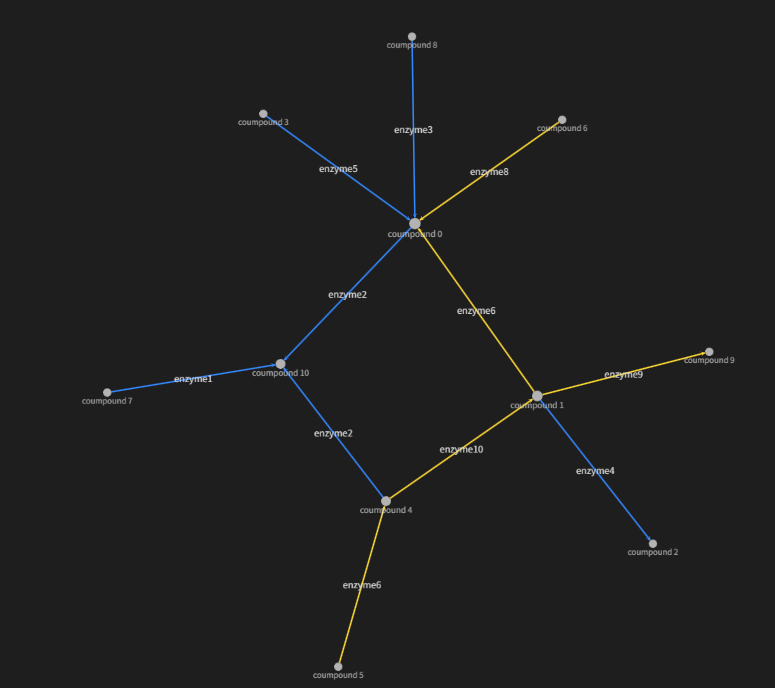 coumpound 8
coumpound 3
coumpound 6
enzyme3
enzyme5
enzyme8
coumpound 0
enzyme2
enzyme6
coumpound 9
enzyme9
enzyme1
coumpound 10
coumpound 7
coumpound 1
enzyme2
enzyme10
enzyme4
coumpound 4
coumpound 2
enzyme6
coumpound 5